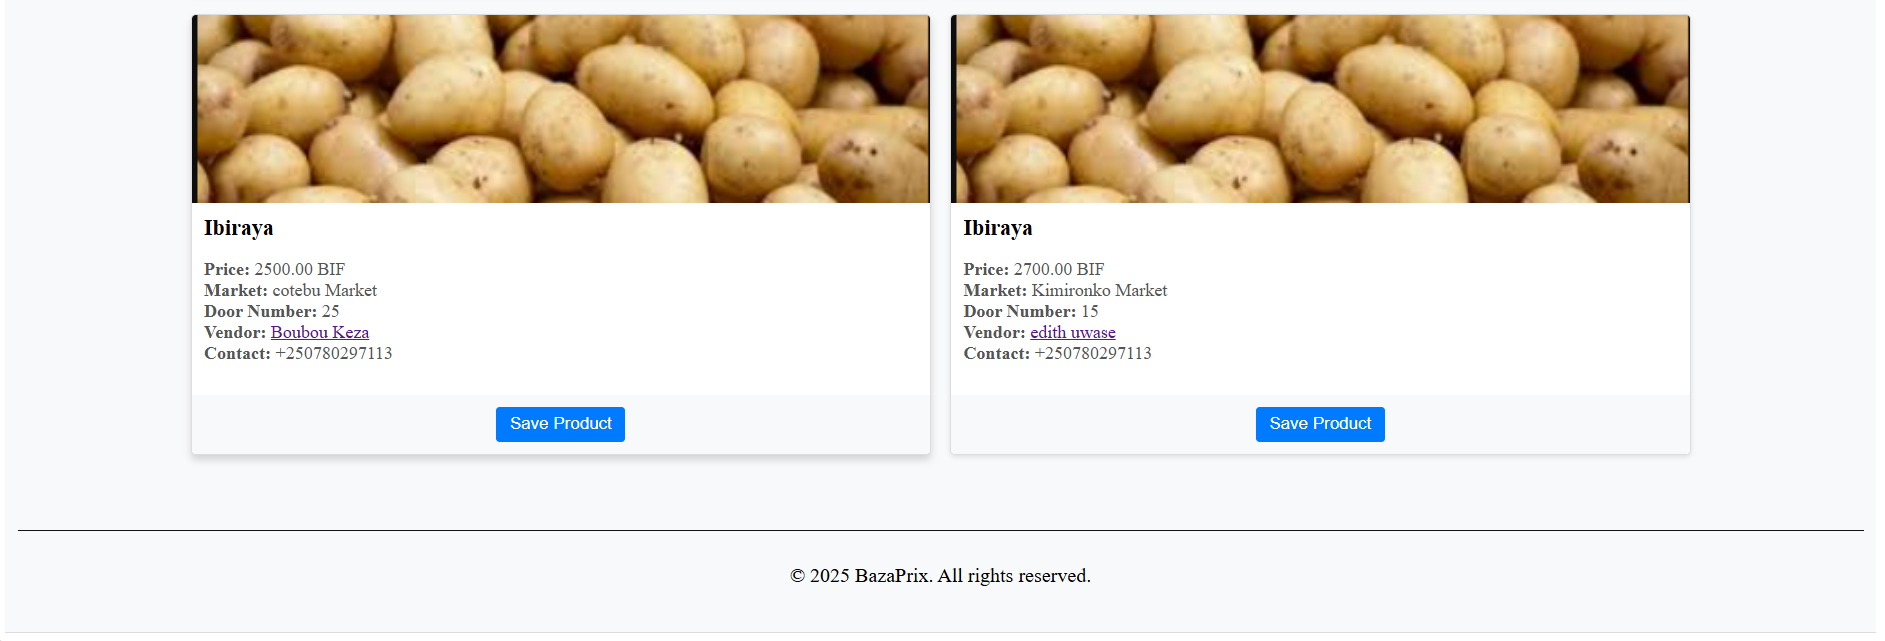 Ibiraya
Price: 2500.00 BIF
Market: cotebu Market
Door Number: 25
Vendor: Boubou Keza
Contact: +250780297113
Save Product
Ibiraya
Price: 2700.00 BIF
Market: Kimironko Market
Door Number: 15
Vendor: edith uwase
Contact: +250780297113
Save Product
© 2025 BazaPrix. All rights reserved.